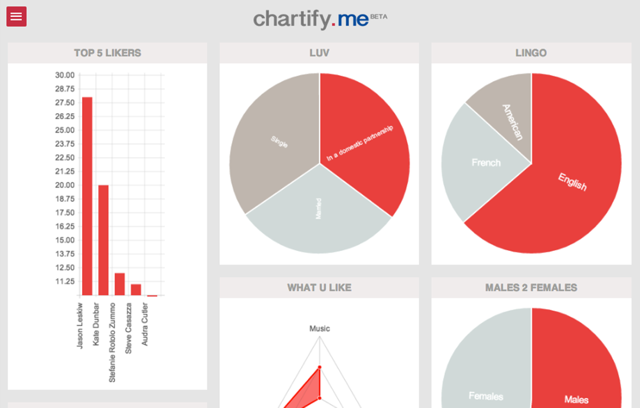 chartify.me BETA
TOP 5 LIKERS
30.00
28.75
27.50
26.25
25.00
23.75
22.50
21.25
20.00
18.75
17.50
16.25
15.00
13.75
12.50
11.25
Jason Leskiw
Kate Dunbar
Stefanie Rotolo Zummo
Steve Casazza
Audra Cutler
LUV
Single
In a domestic partnership
Married
LINGO
American
French
English
WHAT U LIKE
Music
MALES 2 FEMALES
Females
Males